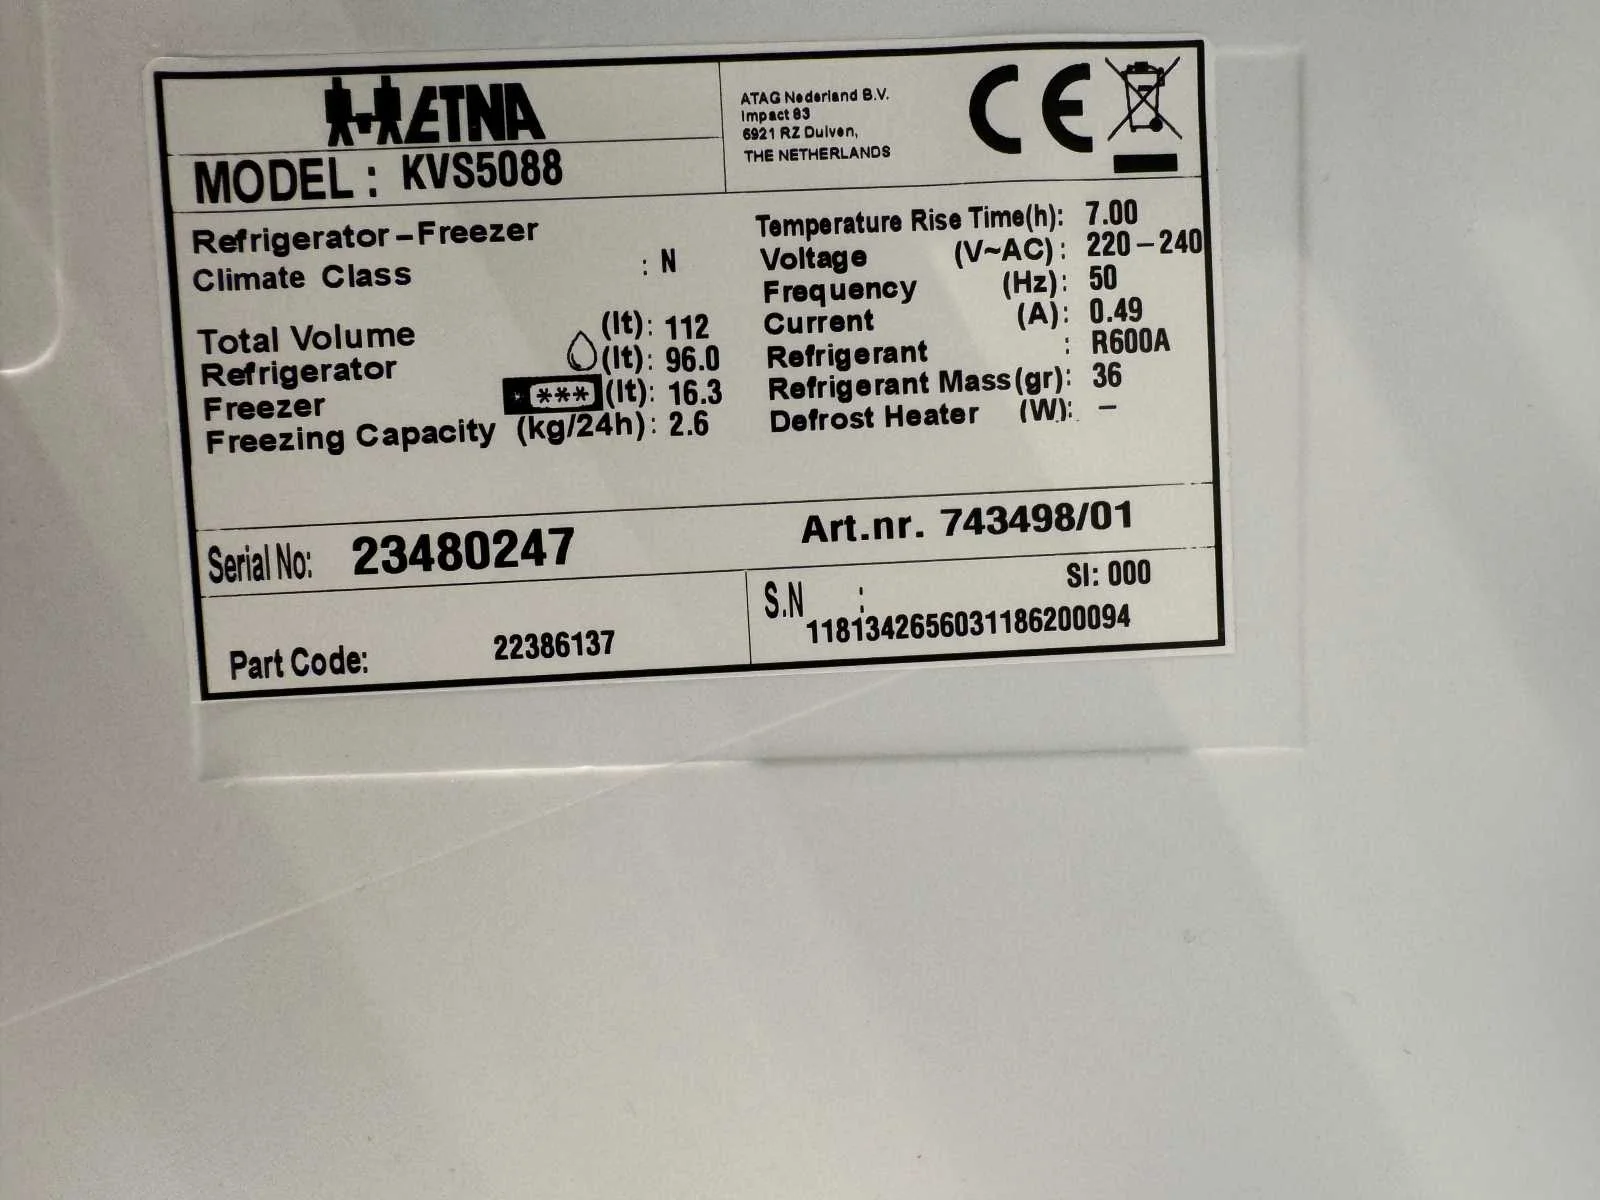 ETNA
MODEL : KVS5088
ATAG Nederland B.V.
Impact 83
6921 RZ Duiven,
THE NETHERLANDS
CE
Refrigerator-Freezer
Climate Class : N
Total Volume (lt): 112
Refrigerator (lt): 96.0
Freezer * *** (lt): 16.3
Freezing Capacity (kg/24h): 2.6
Temperature Rise Time(h): 7.00
Voltage (V~AC): 220-240
Frequency (Hz): 50
Current (A): 0.49
Refrigerant : R600A
Refrigerant Mass(gr): 36
Defrost Heater (W): -
Serial No: 23480247
Art.nr. 743498/01
Part Code: 22386137
SI: 000
S.N :
1181342656031186200094